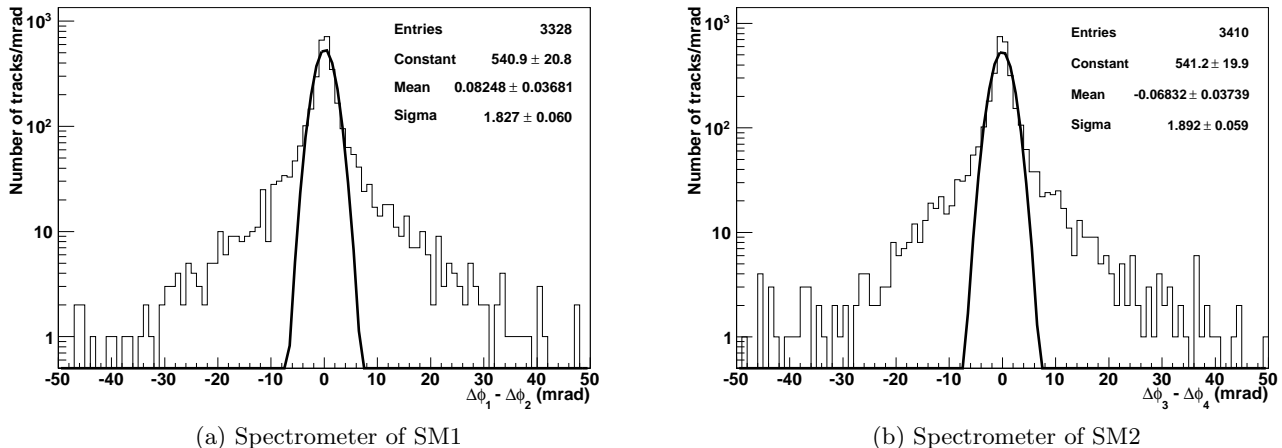 Number of tracks/mrad
10³
10²
10
1
Entries 3328
Constant 540.9 ± 20.8
Mean 0.08248 ± 0.03681
Sigma 1.827 ± 0.060
-50 -40 -30 -20 -10 0 10 20 30 40 50
Δϕ₁ - Δϕ₂ (mrad)
(a) Spectrometer of SM1
Number of tracks/mrad
10³
10²
10
1
Entries 3410
Constant 541.2 ± 19.9
Mean -0.06832 ± 0.03739
Sigma 1.892 ± 0.059
-50 -40 -30 -20 -10 0 10 20 30 40 50
Δϕ₃ - Δϕ₄ (mrad)
(b) Spectrometer of SM2